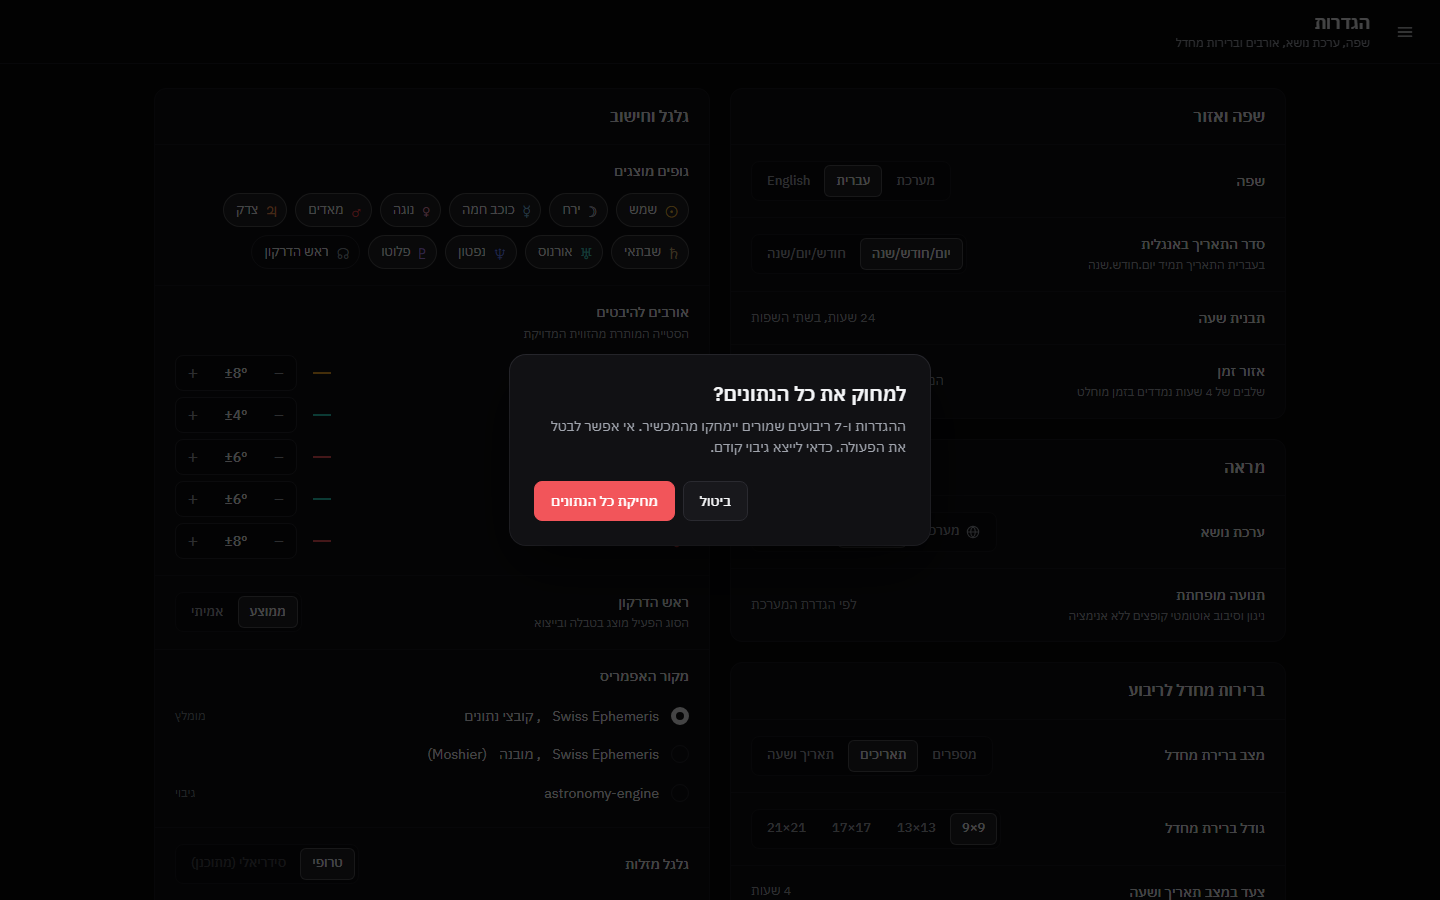 הגדרות
שפה, ערכת נושא, אורבים וברירות מחדל
שפה ואזור
שפה
מערכת
עברית
English
סדר התאריך באנגלית
בעברית התאריך תמיד יום.חודש.שנה
יום/חודש/שנה
חודש/יום/שנה
תבנית שעה
24 שעות, בשתי השפות
אזור זמן
שלבים של 4 שעות נמדדים בזמן מוחלט
מראה
ערכת נושא
תנועה מופחתת
ניגון וסיבוב אוטומטי קופצים ללא אנימציה
לפי הגדרת המערכת
ברירות מחדל לריבוע
מצב ברירת מחדל
מספרים
תאריכים
תאריך ושעה
גודל ברירת מחדל
9×9
13×13
17×17
21×21
צעד במצב תאריך ושעה
4 שעות
גלגל וחישוב
גופים מוצגים
☉ שמש
☽ ירח
☿ כוכב חמה
♀ נוגה
♂ מאדים
♃ צדק
♄ שבתאי
♅ אורנוס
♆ נפטון
♇ פלוטו
☊ ראש הדרקון
אורבים להיבטים
הסטייה המותרת מהזווית המדויקת
− ±8° +
− ±4° +
− ±6° +
− ±6° +
− ±8° +
ראש הדרקון
הסוג הפעיל מוצג בטבלה ובייצוא
ממוצע
אמיתי
מקור האפמריס
Swiss Ephemeris , קובצי נתונים
מומלץ
Swiss Ephemeris , מובנה (Moshier)
astronomy-engine
גיבוי
גלגל מזלות
טרופי
סידריאלי (מתוכנן)
למחוק את כל הנתונים?
ההגדרות ו-7 ריבועים שמורים יימחקו מהמכשיר. אי אפשר לבטל
את הפעולה. כדאי לייצא גיבוי קודם.
ביטול
מחיקת כל הנתונים